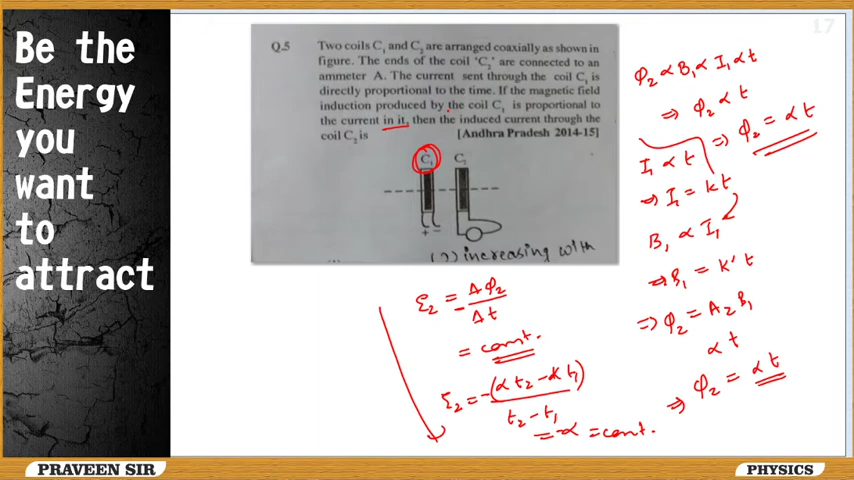 Be the
Energy
you
want
to
attract
17
Q.5 Two coils C₁ and C₂ are arranged coaxially as shown in
figure. The ends of the coil 'C₂' are connected to an
ammeter A. The current sent through the coil C₁ is
directly proportional to the time. If the magnetic field
induction produced by the coil C₁ is proportional to
the current in it, then the induced current through the
coil C₂ is [Andhra Pradesh 2014-15]
C₁ C₂
+ −
(2) increasing with
ε₂ = −Δφ₂/Δt
= const.
ε₂ = −(αt₂ − αt₁)/t₂ − t₁
= −α = const.
φ₂ ∝ B₁ ∝ I₁ ∝ t
⇒ φ₂ ∝ t
⇒ φ₂ = αt
I₁ ∝ t
⇒ I₁ = Kt
B₁ ∝ I₁
⇒ B₁ = K't
⇒ φ₂ = A₂B₁
∝ t
⇒ φ₂ = αt
PRAVEEN SIR
PHYSICS